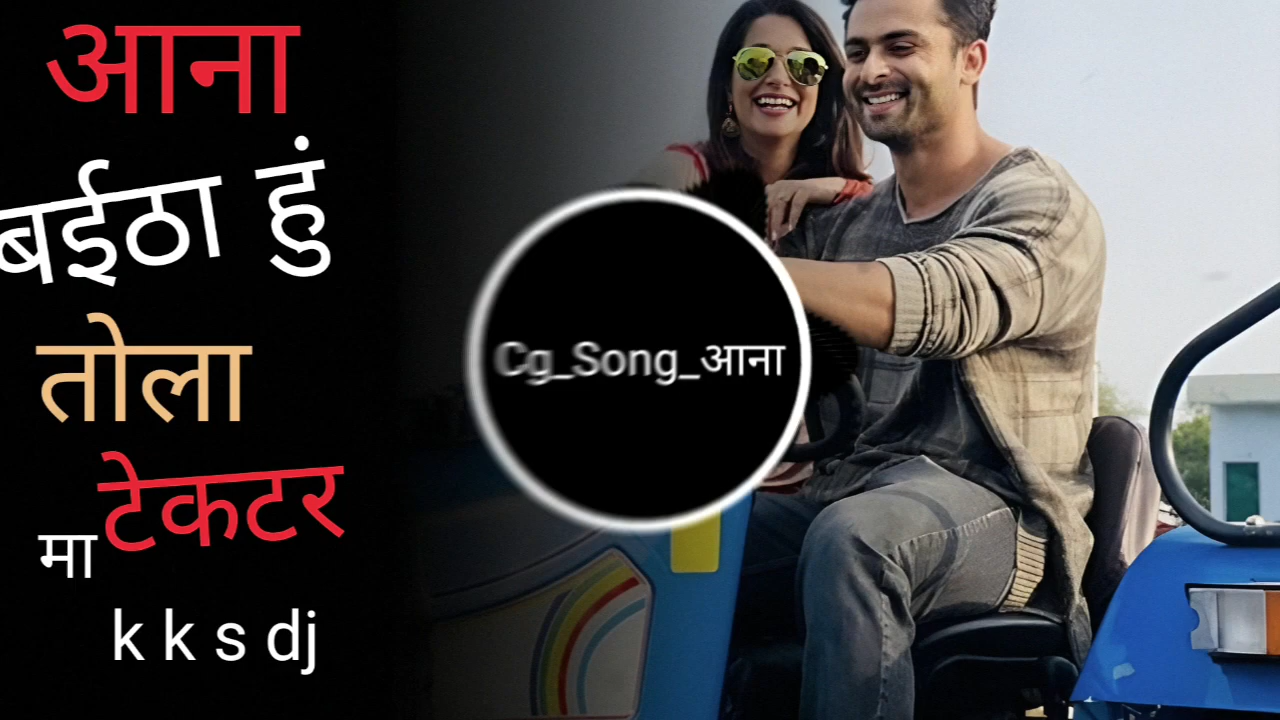 आना
बईठा हुं
तोला
टेकटर
मा
k k s dj
Cg_Song_आना